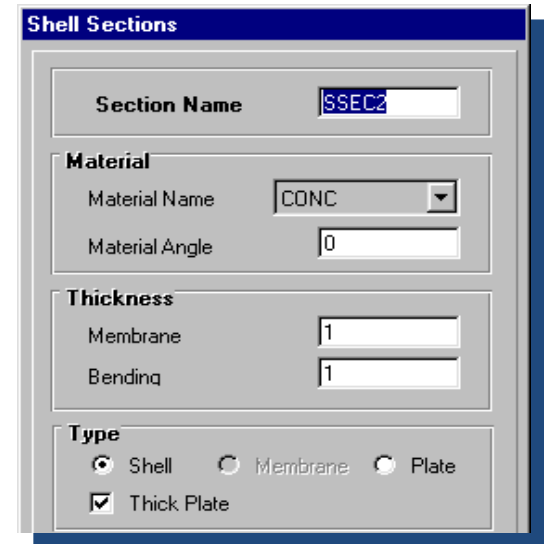 Shell Sections
Section Name SSEC2
Material
Material Name CONC
Material Angle 0
Thickness
Membrane 1
Bending 1
Type
Shell Membrane Plate
Thick Plate